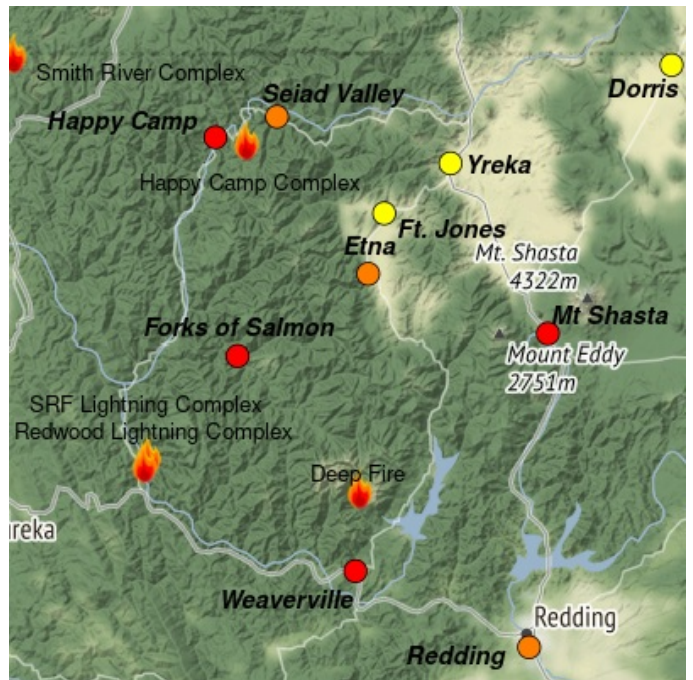 Smith River Complex
Dorris
Seiad Valley
Happy Camp
Yreka
Happy Camp Complex
Ft. Jones
Etna
Mt. Shasta
4322m
Mt Shasta
Forks of Salmon
Mount Eddy
2751m
SRF Lightning Complex
Redwood Lightning Complex
Deep Fire
ureka
Weaverville
Redding
Redding